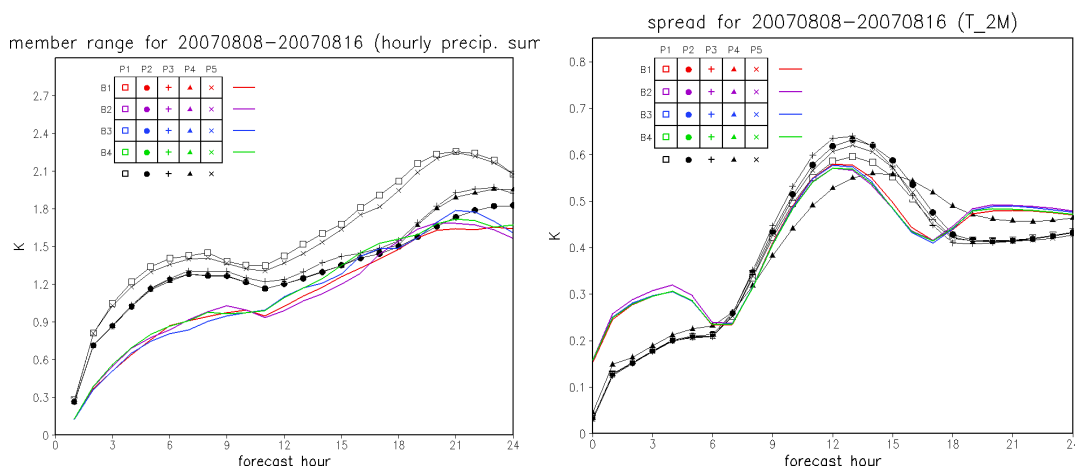 member range for 20070808-20070816 (hourly precip. sum
P1 P2 P3 P4 P5
B1
B2
B3
B4
K
2.7
2.4
2.1
1.8
1.5
1.2
0.9
0.6
0.3
0
0 3 6 9 12 15 18 21 24
forecast hour
spread for 20070808-20070816 (T_2M)
P1 P2 P3 P4 P5
B1
B2
B3
B4
K
0.8
0.7
0.6
0.5
0.4
0.3
0.2
0.1
0
0 3 6 9 12 15 18 21 24
forecast hour